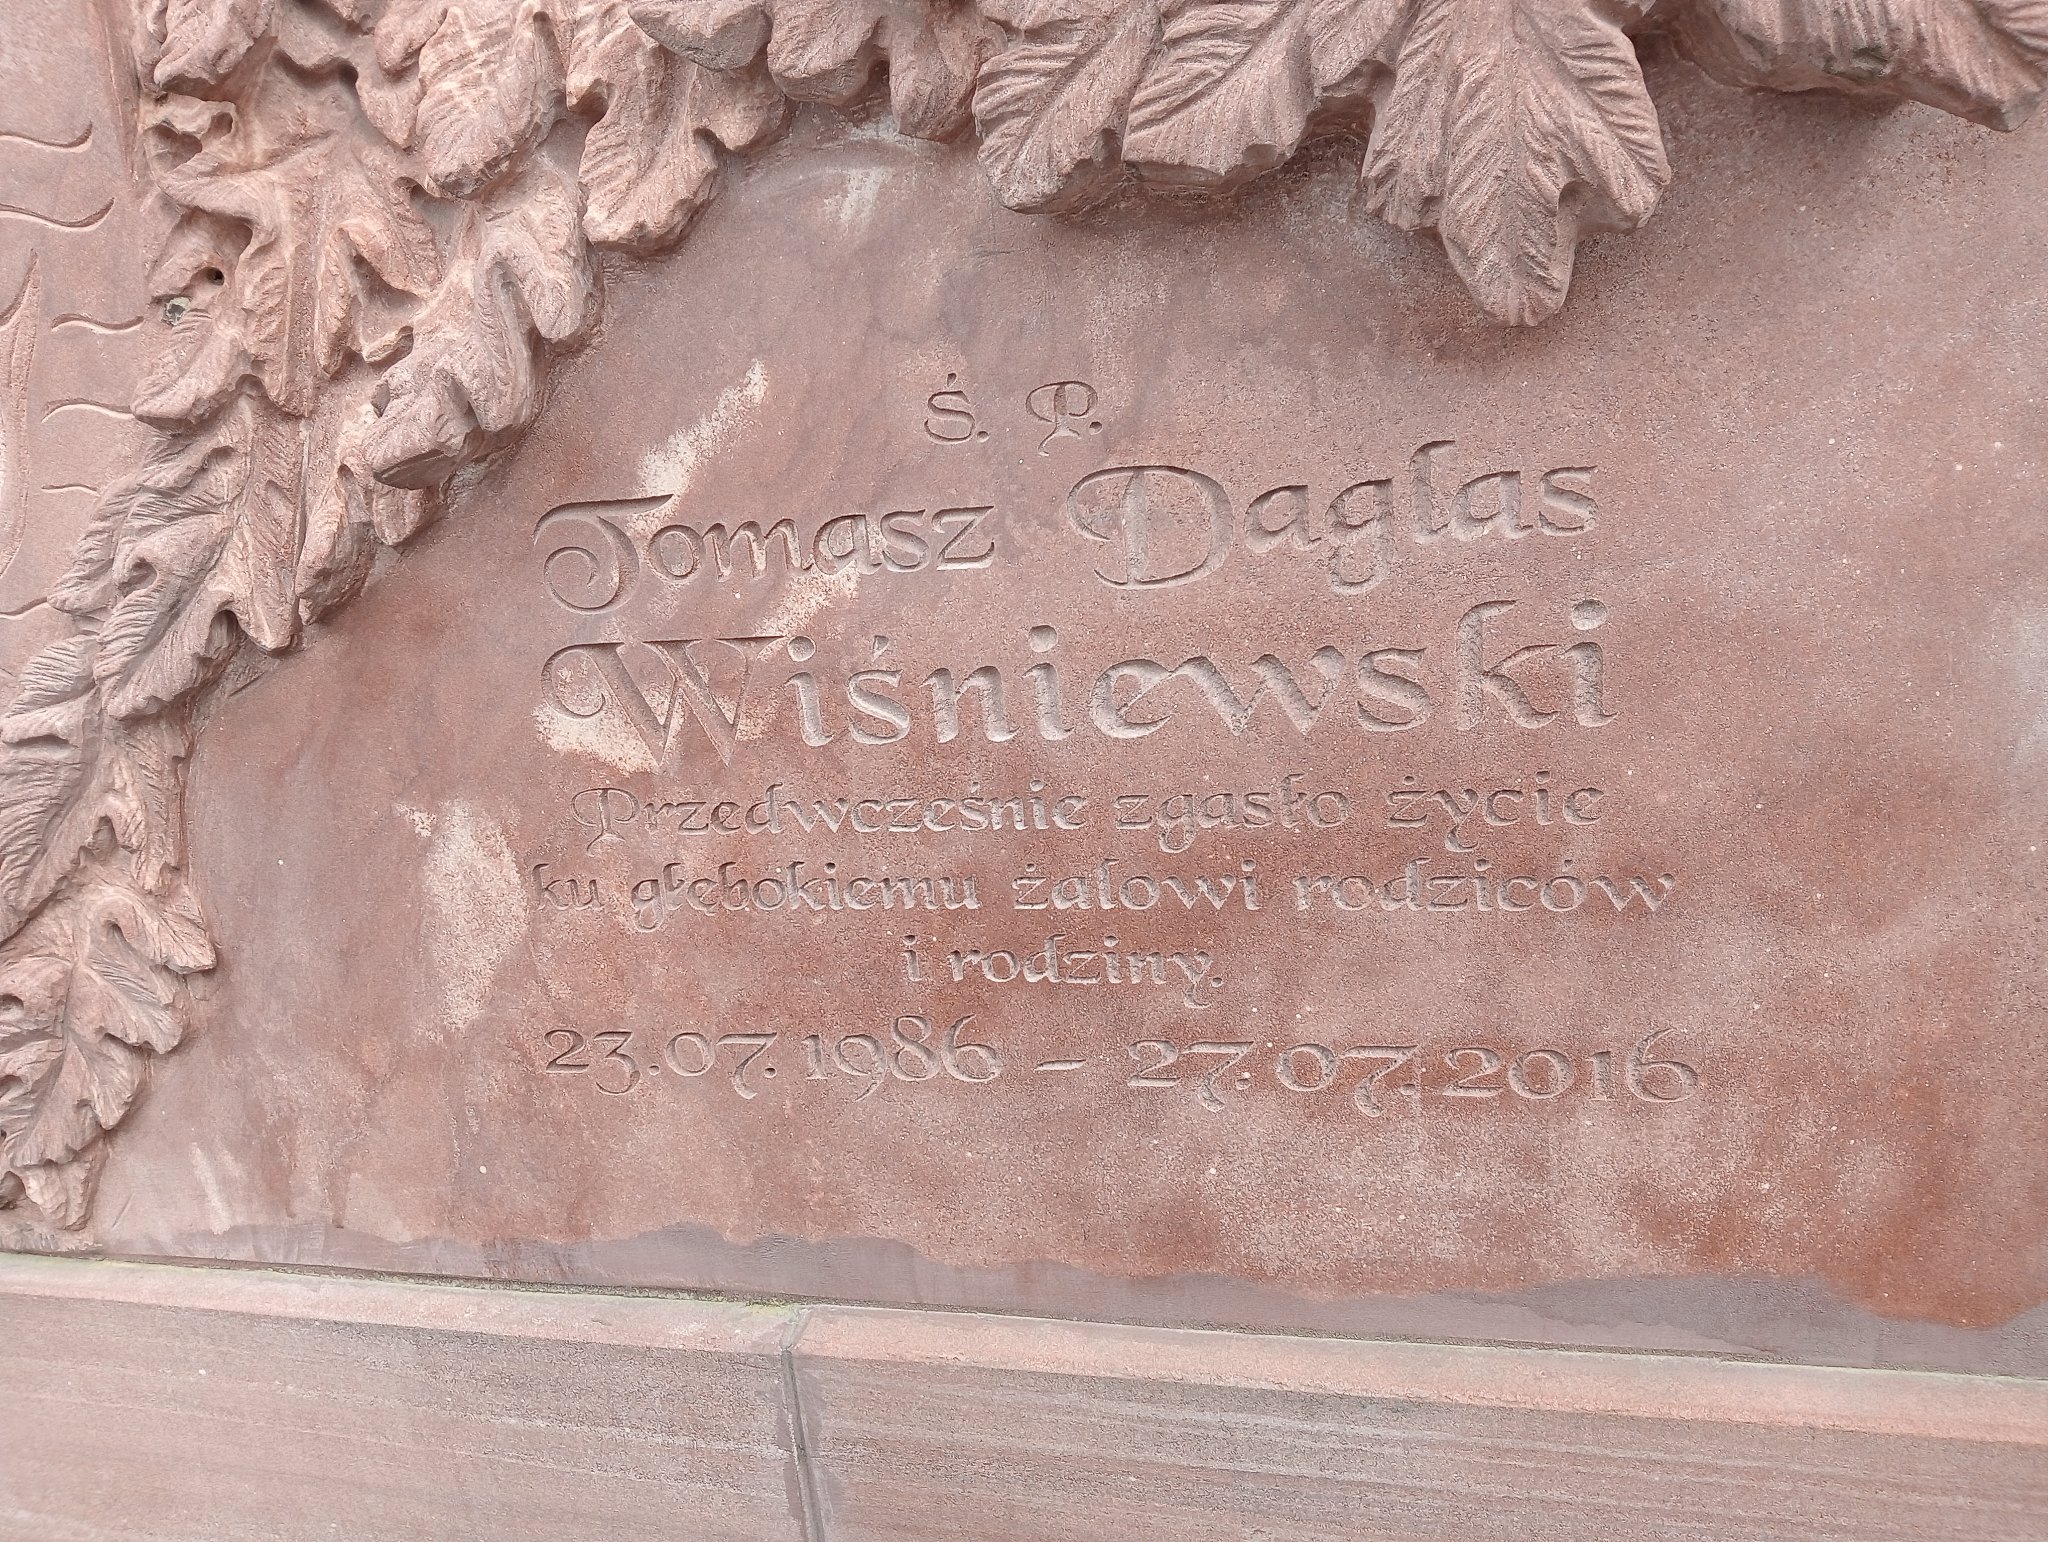 Ś. P.
Tomasz Daglas
Wiśniewski
Przedwcześnie zgasło życie
ku głębokiemu żalowi rodziców
i rodziny.
23.07.1986 - 27.07.2016